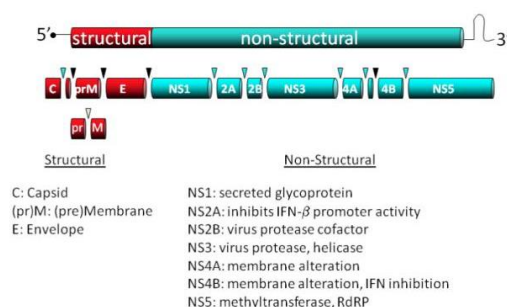 5’ structural non-structural 3’
C prM E NS1 2A 2B NS3 4A 4B NS5
pr M
Structural Non-Structural
C: Capsid
(pr)M: (pre)Membrane
E: Envelope
NS1: secreted glycoprotein
NS2A: inhibits IFN-β promoter activity
NS2B: virus protease cofactor
NS3: virus protease, helicase
NS4A: membrane alteration
NS4B: membrane alteration, IFN inhibition
NS5: methyltransferase, RdRP